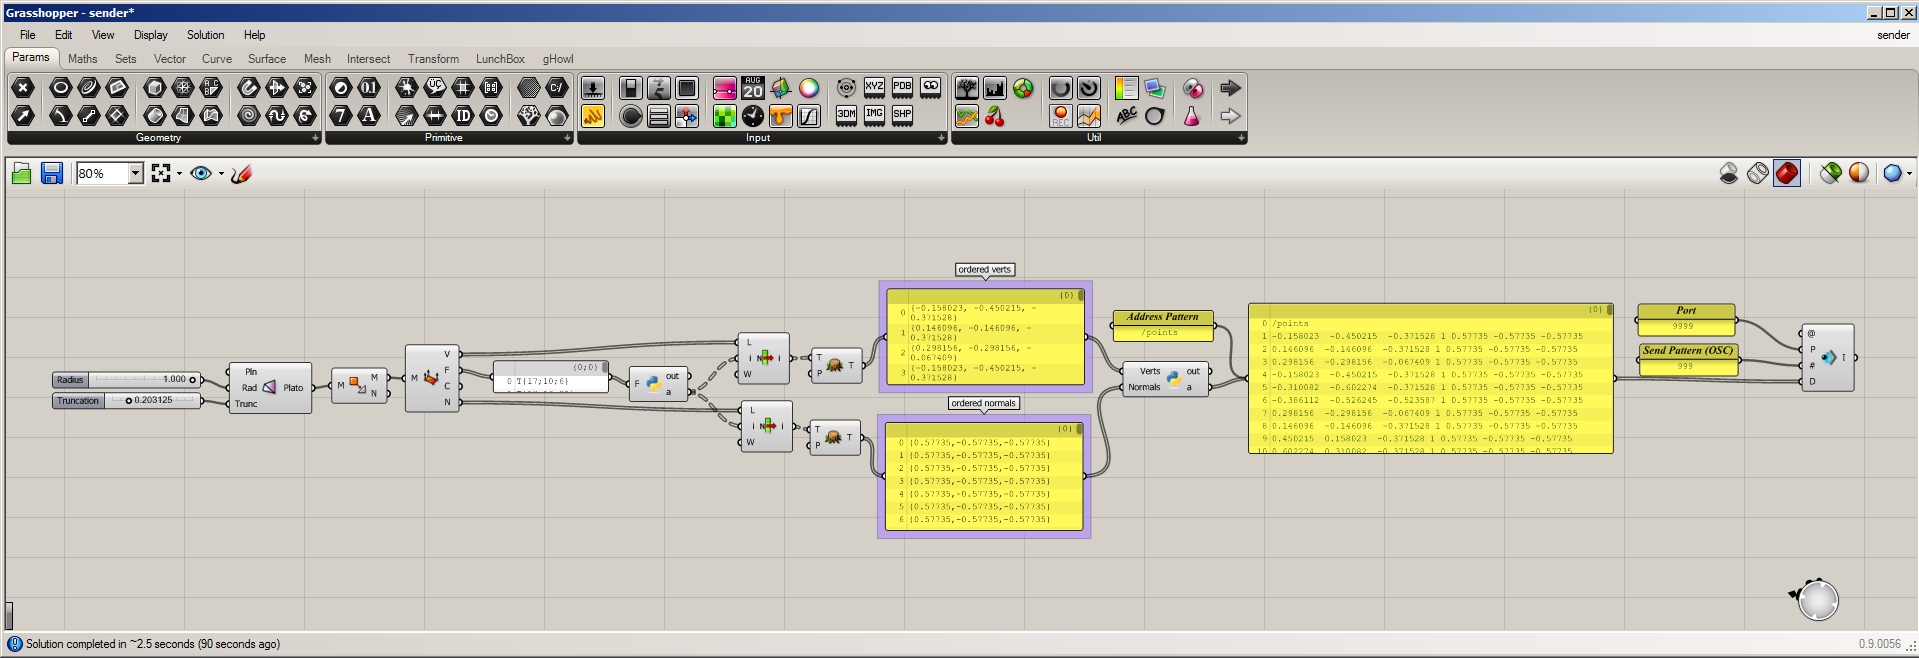 Grasshopper - sender*
File Edit View Display Solution Help
sender
Params Maths Sets Vector Curve Surface Mesh Intersect Transform LunchBox gHowl
Geometry
Primitive
Input
Util
80%
ordered verts
{0}
0 {-0.158023, -0.450215, -0.371528}
1 {0.146096, -0.146096, -0.371528}
2 {0.298156, -0.298156, -0.067409}
3 {-0.158023, -0.450215, -0.371528}
ordered normals
{0}
0 {0.57735,-0.57735,-0.57735}
1 {0.57735,-0.57735,-0.57735}
2 {0.57735,-0.57735,-0.57735}
3 {0.57735,-0.57735,-0.57735}
4 {0.57735,-0.57735,-0.57735}
5 {0.57735,-0.57735,-0.57735}
6 {0.57735,-0.57735,-0.57735}
Radius 1.000
Truncation 0.203125
Pln
Rad Plato
Trunc
M M
N
M V
F
C
N
{0;0}
0 T{17;10;6}
F out
a
L
i i
W
L
i i
W
T T
P
T T
P
Address Pattern
/points
Verts out
Normals a
{0}
0 /points
1 -0.158023 -0.450215 -0.371528 1 0.57735 -0.57735 -0.57735
2 0.146096 -0.146096 -0.371528 1 0.57735 -0.57735 -0.57735
3 0.298156 -0.298156 -0.067409 1 0.57735 -0.57735 -0.57735
4 -0.158023 -0.450215 -0.371528 1 0.57735 -0.57735 -0.57735
5 -0.310082 -0.602274 -0.371528 1 0.57735 -0.57735 -0.57735
6 -0.386112 -0.526245 -0.523587 1 0.57735 -0.57735 -0.57735
7 0.298156 -0.298156 -0.067409 1 0.57735 -0.57735 -0.57735
8 0.146096 -0.146096 -0.371528 1 0.57735 -0.57735 -0.57735
9 0.450215 0.158023 -0.371528 1 0.57735 -0.57735 -0.57735
10 0.602274 0.310082 -0.371528 1 0.57735 -0.57735 -0.57735
Port
9999
Send Pattern (OSC)
999
@
P I
#
D
Solution completed in ~2.5 seconds (90 seconds ago)
0.9.0056